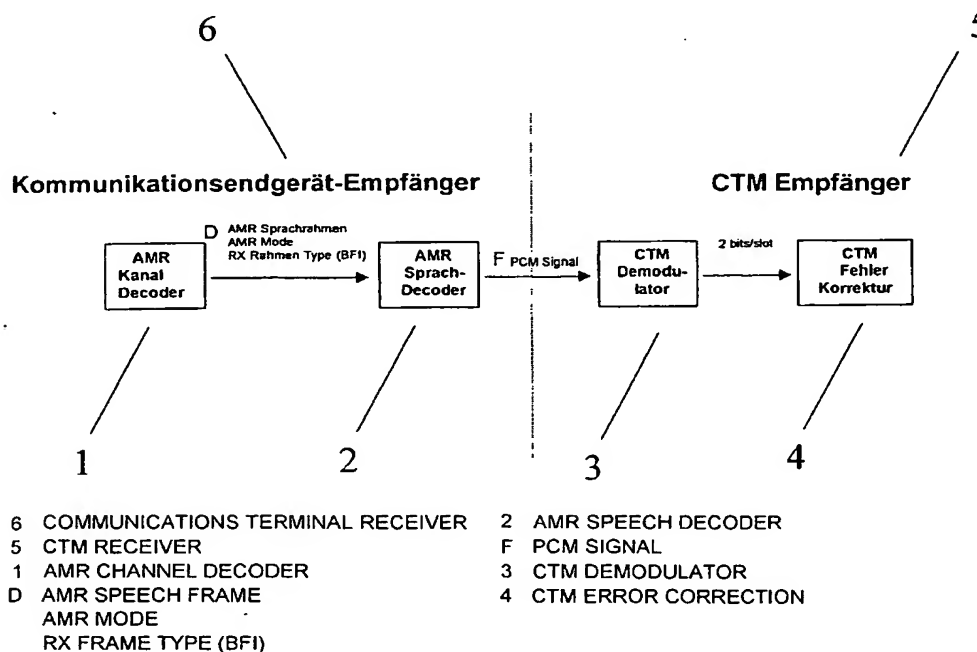 6
5
Kommunikationsendgerät-Empfänger
CTM Empfänger
D AMR Sprachrahmen
AMR Mode
RX Rahmen Type (BFI)
AMR
Kanal
Decoder
AMR
Sprach-
Decoder
F PCM Signal
CTM
Demodu-
lator
2 bits/slot
CTM
Fehler
Korrektur
1
2
3
4
6 COMMUNICATIONS TERMINAL RECEIVER
5 CTM RECEIVER
1 AMR CHANNEL DECODER
D AMR SPEECH FRAME
AMR MODE
RX FRAME TYPE (BFI)
2 AMR SPEECH DECODER
F PCM SIGNAL
3 CTM DEMODULATOR
4 CTM ERROR CORRECTION